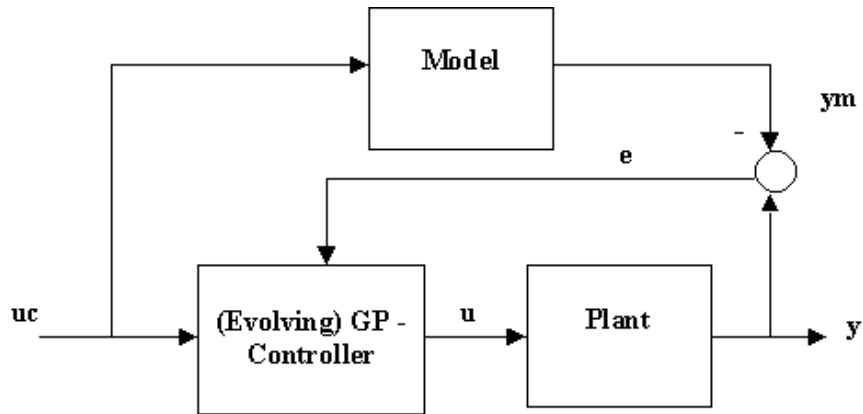 Model
ym
-
e
uc
(Evolving) GP -
Controller
u
Plant
y